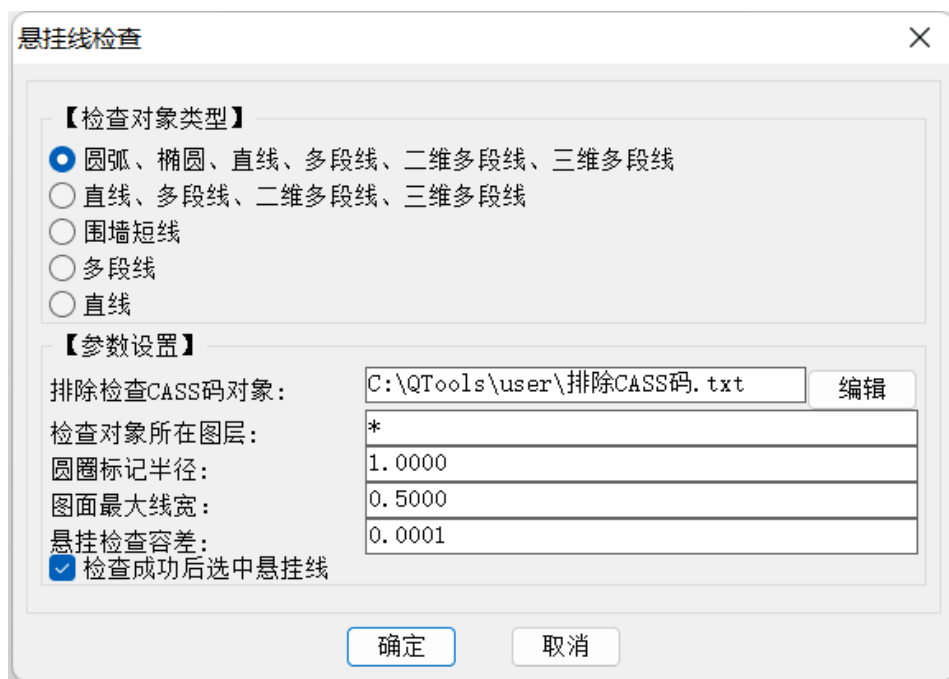 悬挂线检查
【检查对象类型】
圆弧、椭圆、直线、多段线、二维多段线、三维多段线
直线、多段线、二维多段线、三维多段线
围墙短线
多段线
直线
【参数设置】
排除检查CASS码对象: C:\QTools\user\排除CASS码.txt 编辑
检查对象所在图层: *
圆圈标记半径: 1.0000
图面最大线宽: 0.5000
悬挂检查容差: 0.0001
检查成功后选中悬挂线
确定 取消